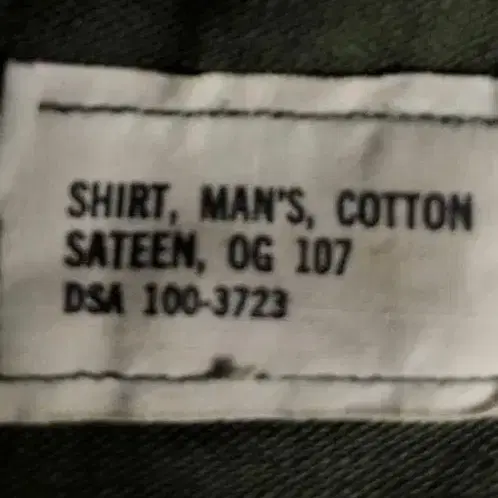 SHIRT, MAN'S, COTTON
SATEEN, OG 107
DSA 100-3723